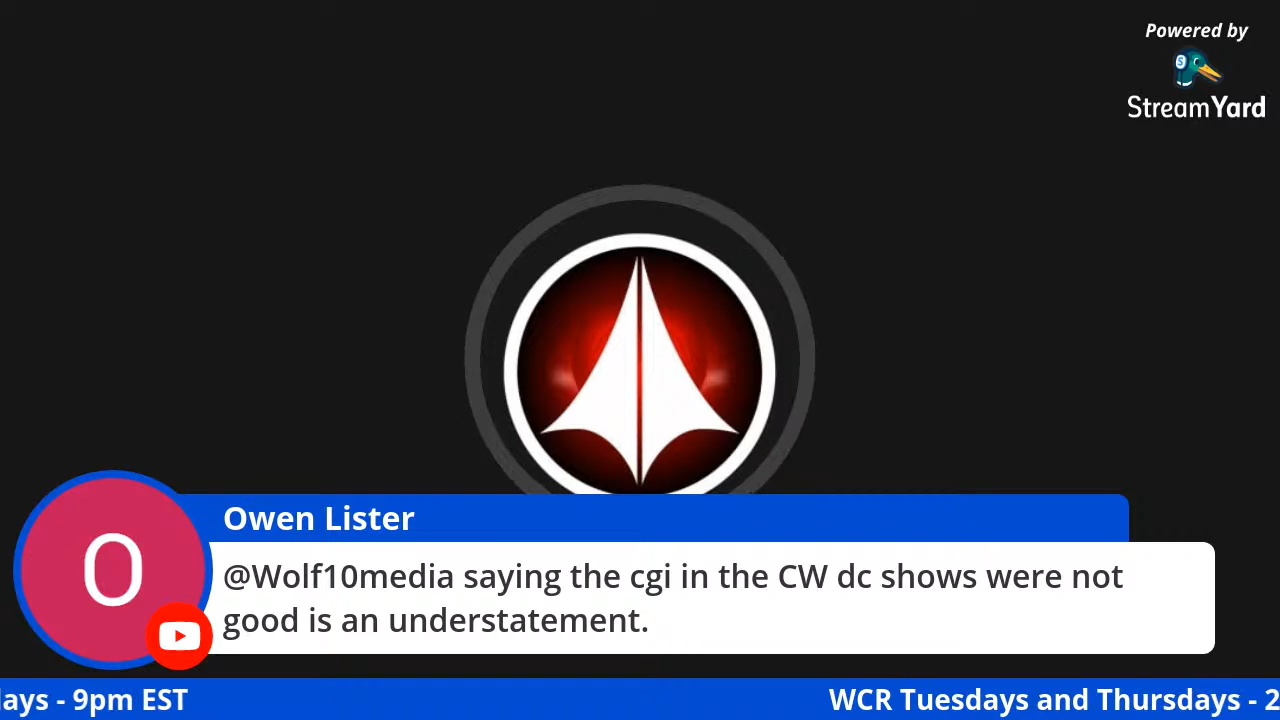 Powered by
StreamYard
Owen Lister
@Wolf10media saying the cgi in the CW dc shows were not
good is an understatement.
- 9pm EST
WCR Tuesdays and Thursdays - 2